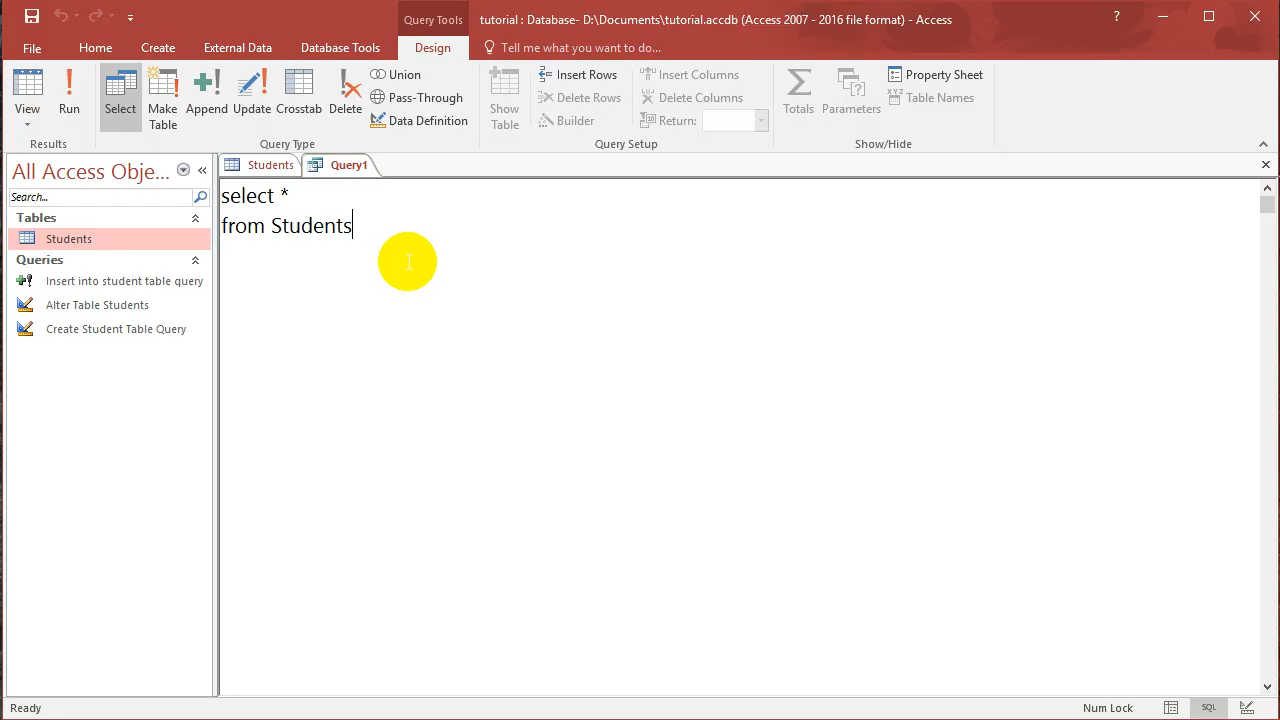 Query Tools
tutorial : Database- D:\Documents\tutorial.accdb (Access 2007 - 2016 file format) - Access
?
File
Home
Create
External Data
Database Tools
Design
Tell me what you want to do...
View
Run
Select
Make Table
Append
Update
Crosstab
Delete
Union
Pass-Through
Data Definition
Show Table
Insert Rows
Delete Rows
Builder
Insert Columns
Delete Columns
Return:
Totals
Parameters
Property Sheet
Table Names
Results
Query Type
Query Setup
Show/Hide
All Access Obje...
Search...
Tables
Students
Queries
Insert into student table query
Alter Table Students
Create Student Table Query
Students
Query1
select *
from Students
Ready
Num Lock
SQL